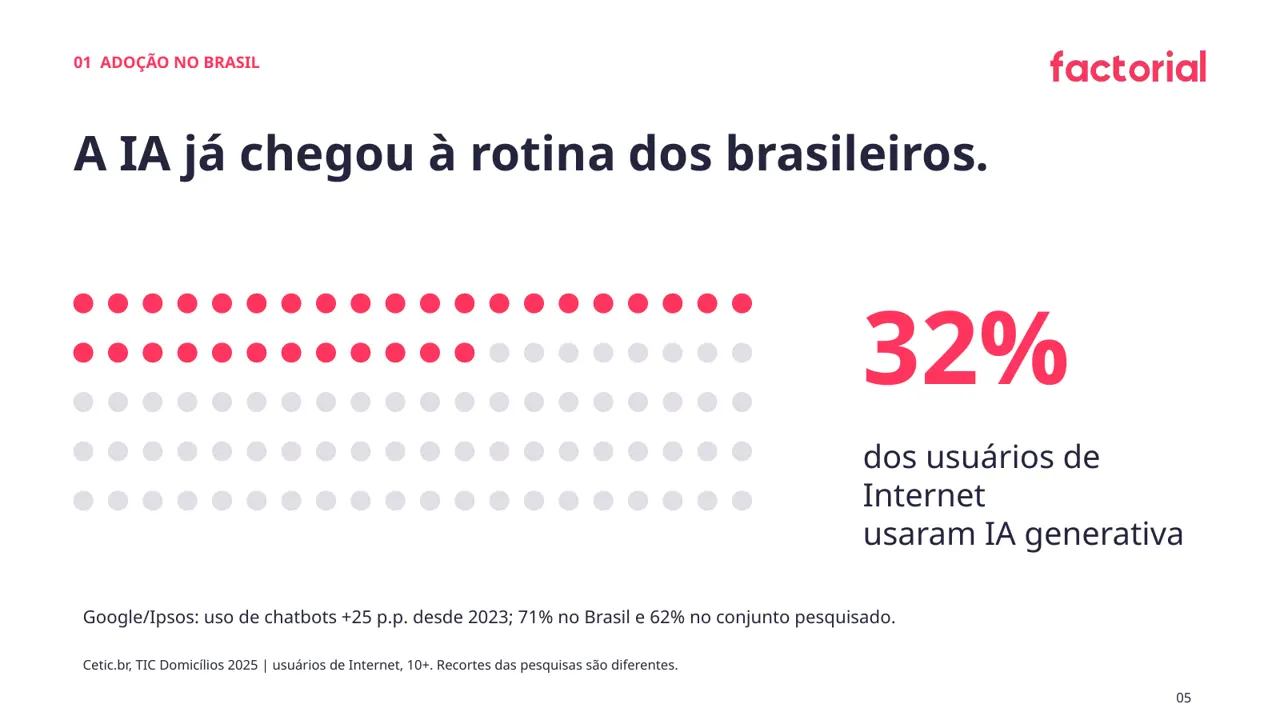 01 ADOÇÃO NO BRASIL
factorial
A IA já chegou à rotina dos brasileiros.
32%
dos usuários de
Internet
usaram IA generativa
Google/Ipsos: uso de chatbots +25 p.p. desde 2023; 71% no Brasil e 62% no conjunto pesquisado.
Cetic.br, TIC Domicílios 2025 | usuários de Internet, 10+. Recortes das pesquisas são diferentes.
05